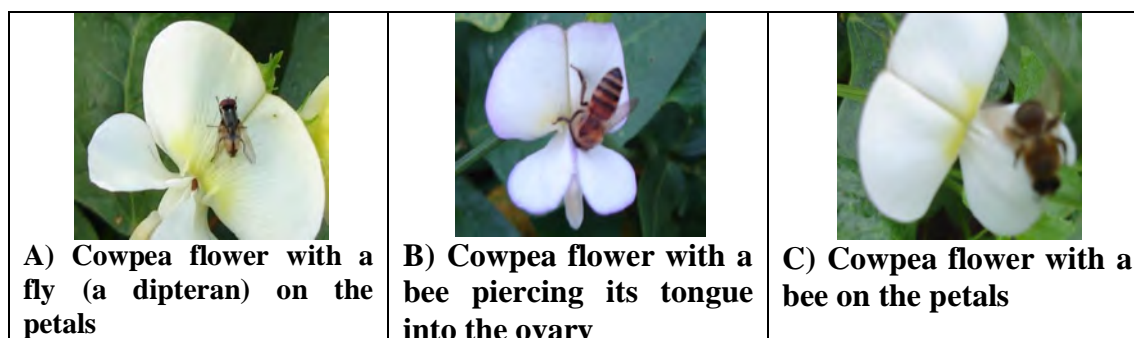 A) Cowpea flower with a
fly (a dipteran) on the
petals
B) Cowpea flower with a
bee piercing its tongue
into the ovary
C) Cowpea flower with a
bee on the petals